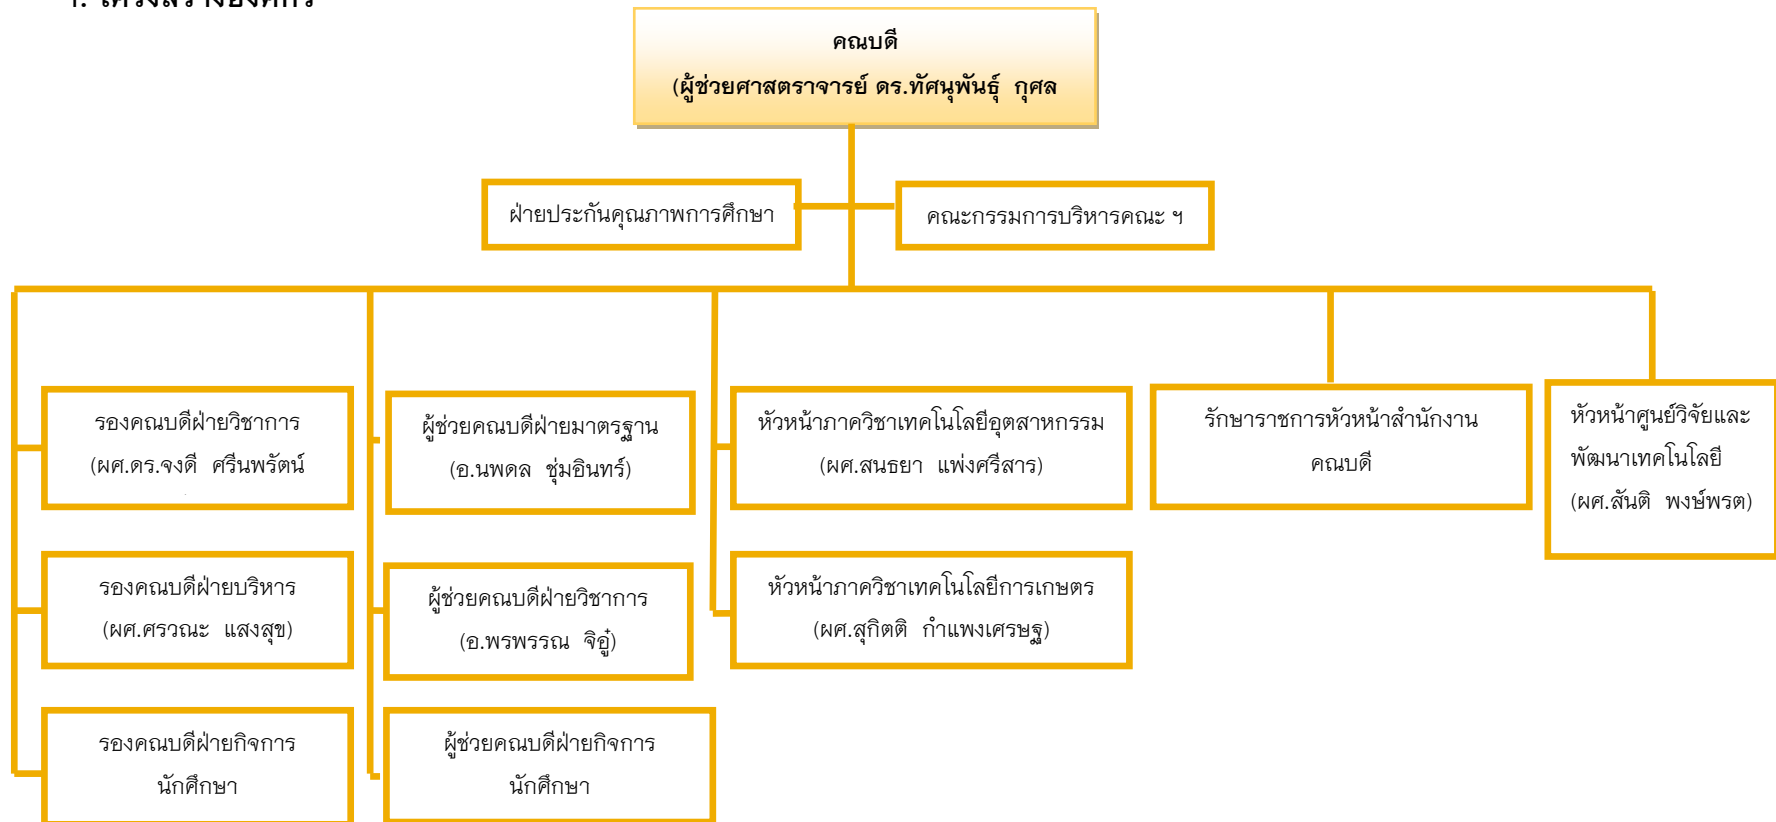 1. โครงสร้างองค์กร
คณบดี
(ผู้ช่วยศาสตราจารย์ ดร.ทัศนุพันธุ์ กุศล
ฝ่ายประกันคุณภาพการศึกษา
คณะกรรมการบริหารคณะ ฯ
รองคณบดีฝ่ายวิชาการ
(ผศ.ดร.จงดี ศรีนพรัตน์
ผู้ช่วยคณบดีฝ่ายมาตรฐาน
(อ.นพดล ชุ่มอินทร์)
หัวหน้าภาควิชาเทคโนโลยีอุตสาหกรรม
(ผศ.สนธยา แพ่งศรีสาร)
รักษาราชการหัวหน้าสำนักงาน
คณบดี
หัวหน้าศูนย์วิจัยและ
พัฒนาเทคโนโลยี
(ผศ.สันติ พงษ์พรต)
รองคณบดีฝ่ายบริหาร
(ผศ.ศรวณะ แสงสุข)
ผู้ช่วยคณบดีฝ่ายวิชาการ
(อ.พรพรรณ จิอู๋)
หัวหน้าภาควิชาเทคโนโลยีการเกษตร
(ผศ.สุกิตติ กำแพงเศรษฐ)
รองคณบดีฝ่ายกิจการ
นักศึกษา
ผู้ช่วยคณบดีฝ่ายกิจการ
นักศึกษา